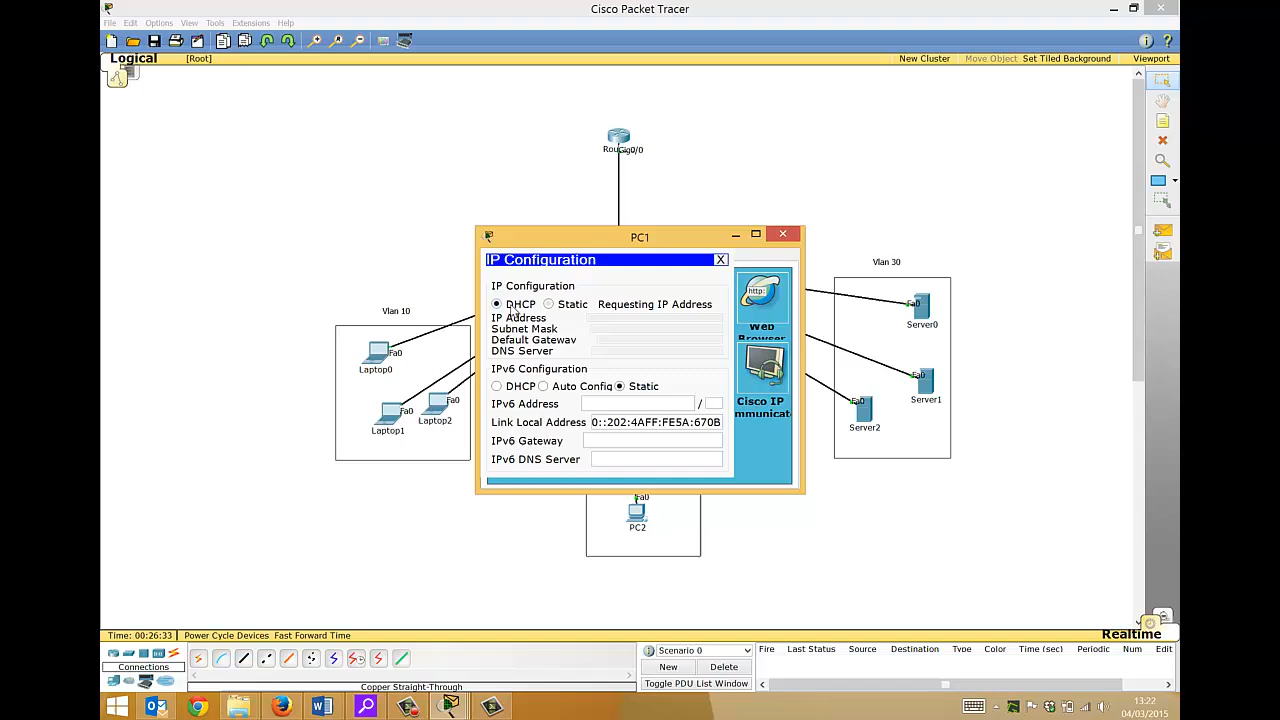 Cisco Packet Tracer
File Edit Options View Tools Extensions Help
Logical [Root] New Cluster Move Object Set Tiled Background Viewport
Gig0/0
PC1
IP Configuration X
IP Configuration
DHCP Static Requesting IP Address
IP Address
Subnet Mask
Default Gateway
DNS Server
IPv6 Configuration
DHCP Auto Config Static
IPv6 Address /
Link Local Address 0::202:4AFF:FE5A:670B
IPv6 Gateway
IPv6 DNS Server
http:
Web
Browser
Cisco IP
mmunicat
Vlan 10
Fa0
Laptop0
Fa0
Laptop1
Fa0
Laptop2
Vlan 30
Fa0
Server0
Fa0
Server1
Fa0
Server2
Fa0
PC2
Time: 00:26:33 Power Cycle Devices Fast Forward Time Realtime
Connections
Copper Straight-Through
Scenario 0
New Delete
Toggle PDU List Window
Fire Last Status Source Destination Type Color Time (sec) Periodic Num Edit
13:22
04/03/2015